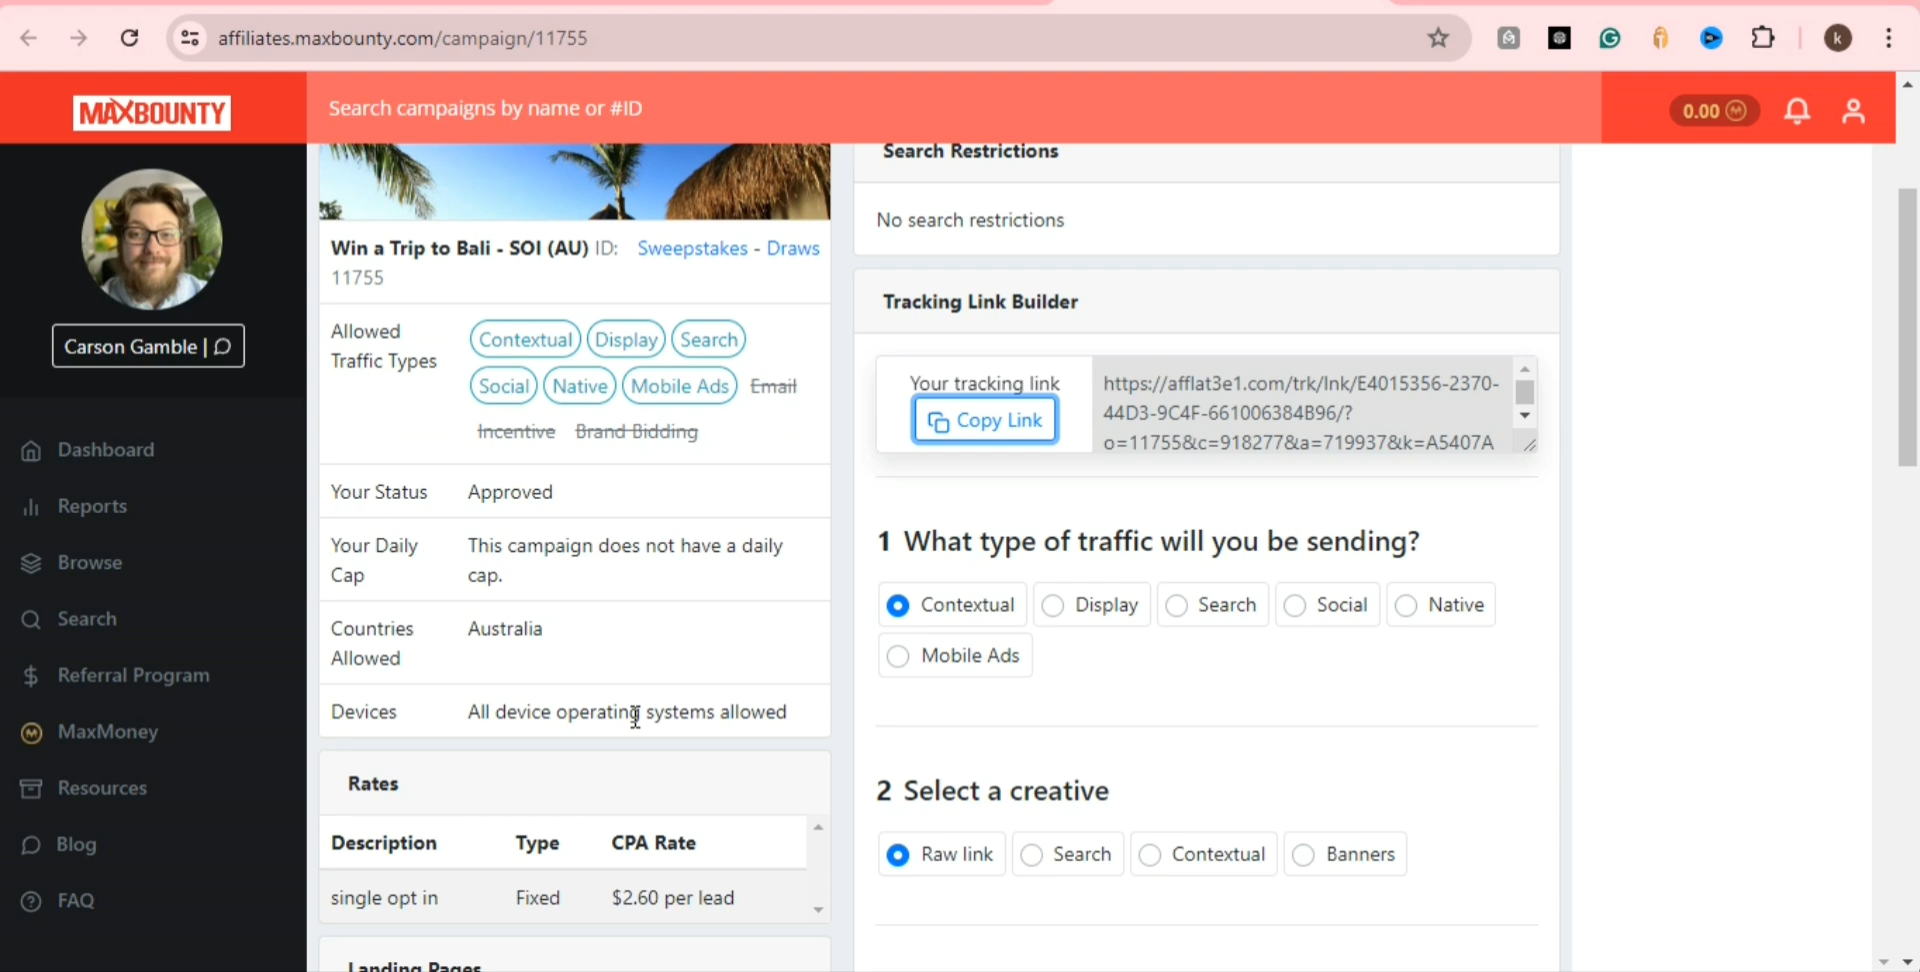 affiliates.maxbounty.com/campaign/11755
k
MAXBOUNTY
Search campaigns by name or #ID
0.00
Carson Gamble |
Dashboard
Reports
Browse
Search
Referral Program
MaxMoney
Resources
Blog
FAQ
Win a Trip to Bali - SOI (AU) ID: Sweepstakes - Draws
11755
Allowed
Traffic Types
Contextual Display Search
Social Native Mobile Ads Email
Incentive Brand Bidding
Your Status Approved
Your Daily
Cap
This campaign does not have a daily
cap.
Countries
Allowed
Australia
Devices All device operating systems allowed
Rates
Description Type CPA Rate
single opt in Fixed $2.60 per lead
Landing Pages
Search Restrictions
No search restrictions
Tracking Link Builder
Your tracking link
Copy Link
https://afflat3e1.com/trk/lnk/E4015356-2370-
44D3-9C4F-661006384B96/?
o=11755&c=918277&a=719937&k=A5407A
1 What type of traffic will you be sending?
Contextual Display Search Social Native
Mobile Ads
2 Select a creative
Raw link Search Contextual Banners